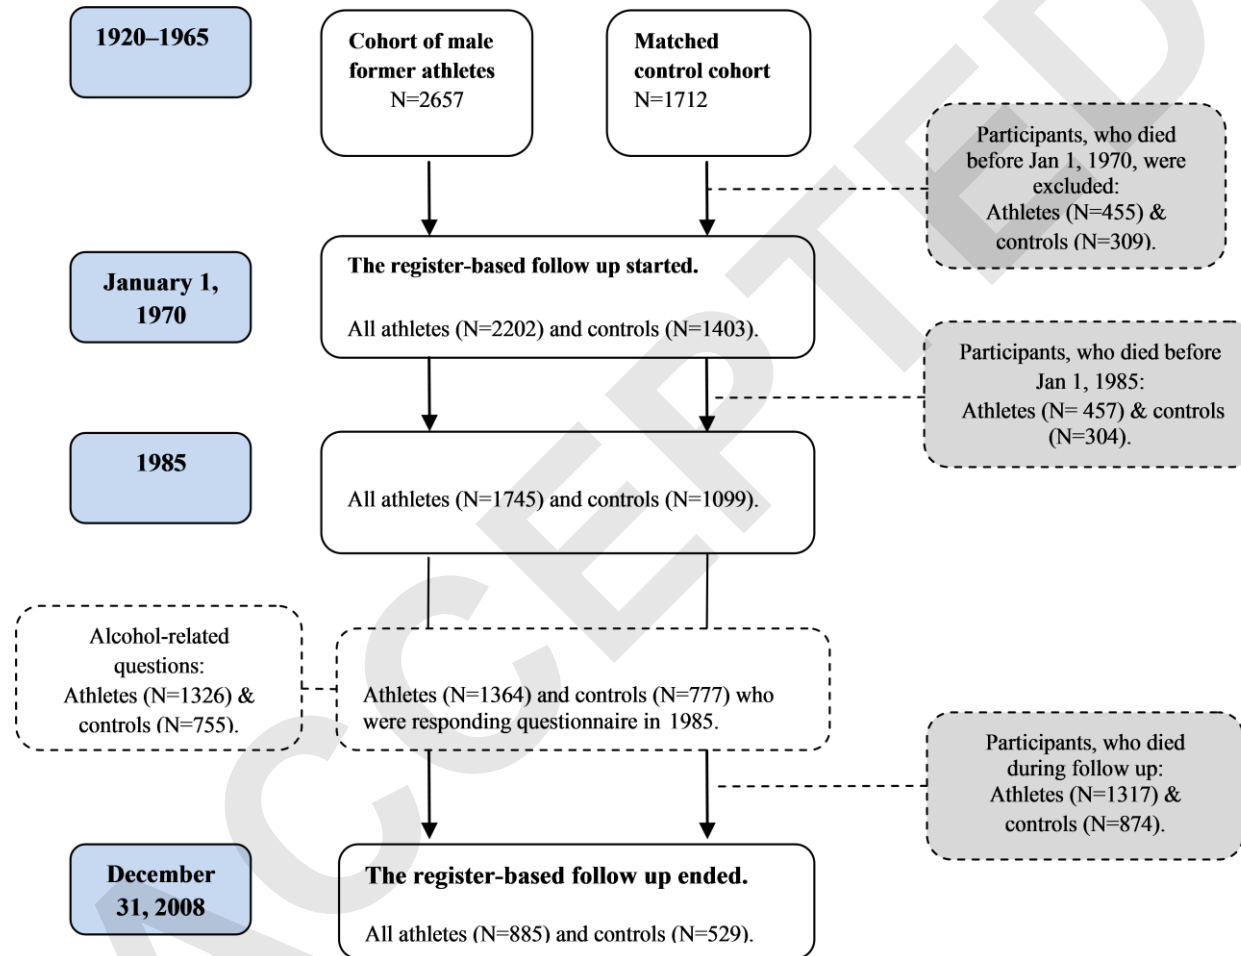 1920–1965
Cohort of male
former athletes
N=2657
Matched
control cohort
N=1712
Participants, who died
before Jan 1, 1970, were
excluded:
Athletes (N=455) &
controls (N=309).
January 1,
1970
The register-based follow up started.
All athletes (N=2202) and controls (N=1403).
Participants, who died before
Jan 1, 1985:
Athletes (N= 457) & controls
(N=304).
1985
All athletes (N=1745) and controls (N=1099).
Alcohol-related
questions:
Athletes (N=1326) &
controls (N=755).
Athletes (N=1364) and controls (N=777) who
were responding questionnaire in 1985.
Participants, who died
during follow up:
Athletes (N=1317) &
controls (N=874).
December
31, 2008
The register-based follow up ended.
All athletes (N=885) and controls (N=529).
ACCEPTED